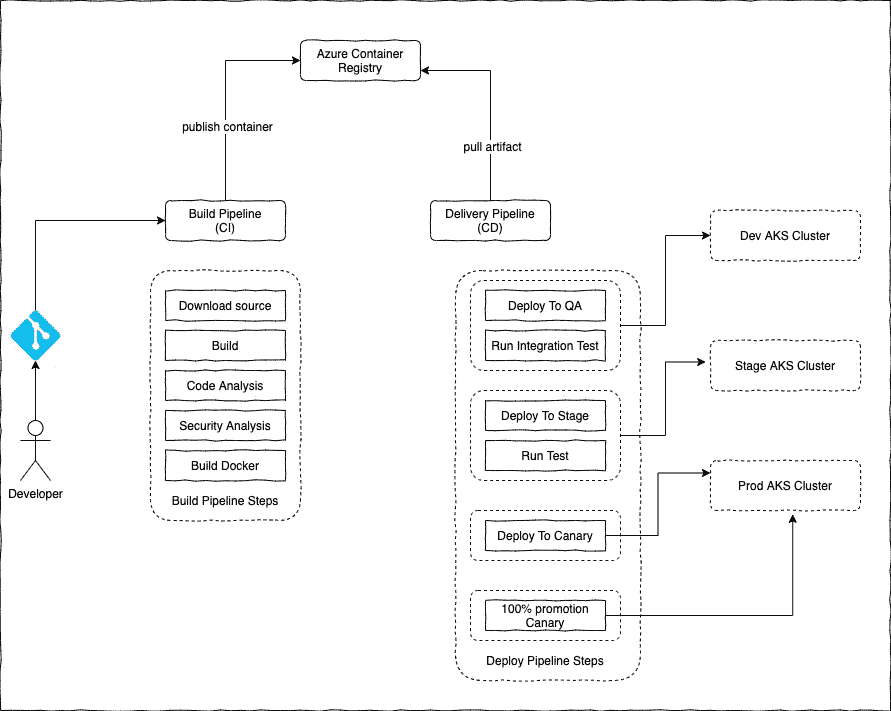 Azure Container
Registry
publish container
pull artifact
Build Pipeline
(CI)
Delivery Pipeline
(CD)
Dev AKS Cluster
Download source
Build
Code Analysis
Security Analysis
Build Docker
Build Pipeline Steps
Developer
Deploy To QA
Run Integration Test
Deploy To Stage
Run Test
Deploy To Canary
100% promotion
Canary
Deploy Pipeline Steps
Stage AKS Cluster
Prod AKS Cluster